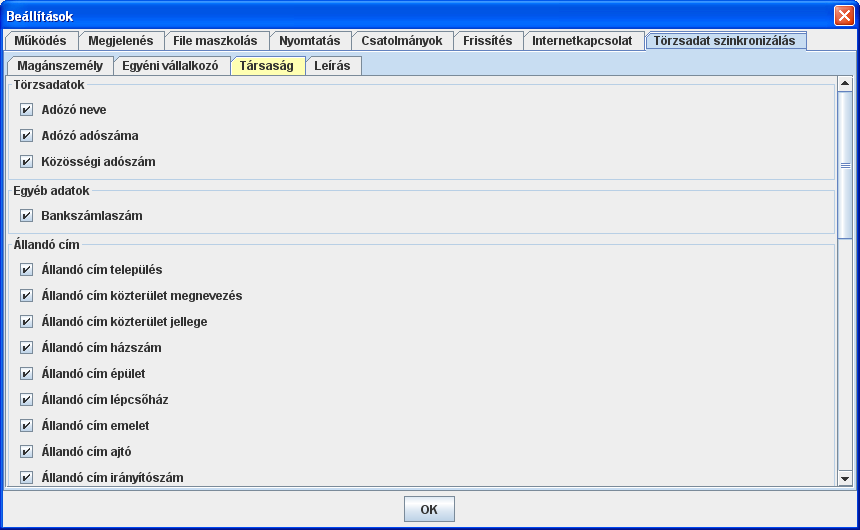 Beállítások
Működés Megjelenés File maszkolás Nyomtatás Csatolmányok Frissítés Internetkapcsolat Törzsadat szinkronizálás
Magánszemély Egyéni vállalkozó Társaság Leírás
Törzsadatok
Adózó neve
Adózó adószáma
Közösségi adószám
Egyéb adatok
Bankszámlaszám
Állandó cím
Állandó cím település
Állandó cím közterület megnevezés
Állandó cím közterület jellege
Állandó cím házszám
Állandó cím épület
Állandó cím lépcsőház
Állandó cím emelet
Állandó cím ajtó
Állandó cím irányítószám
OK